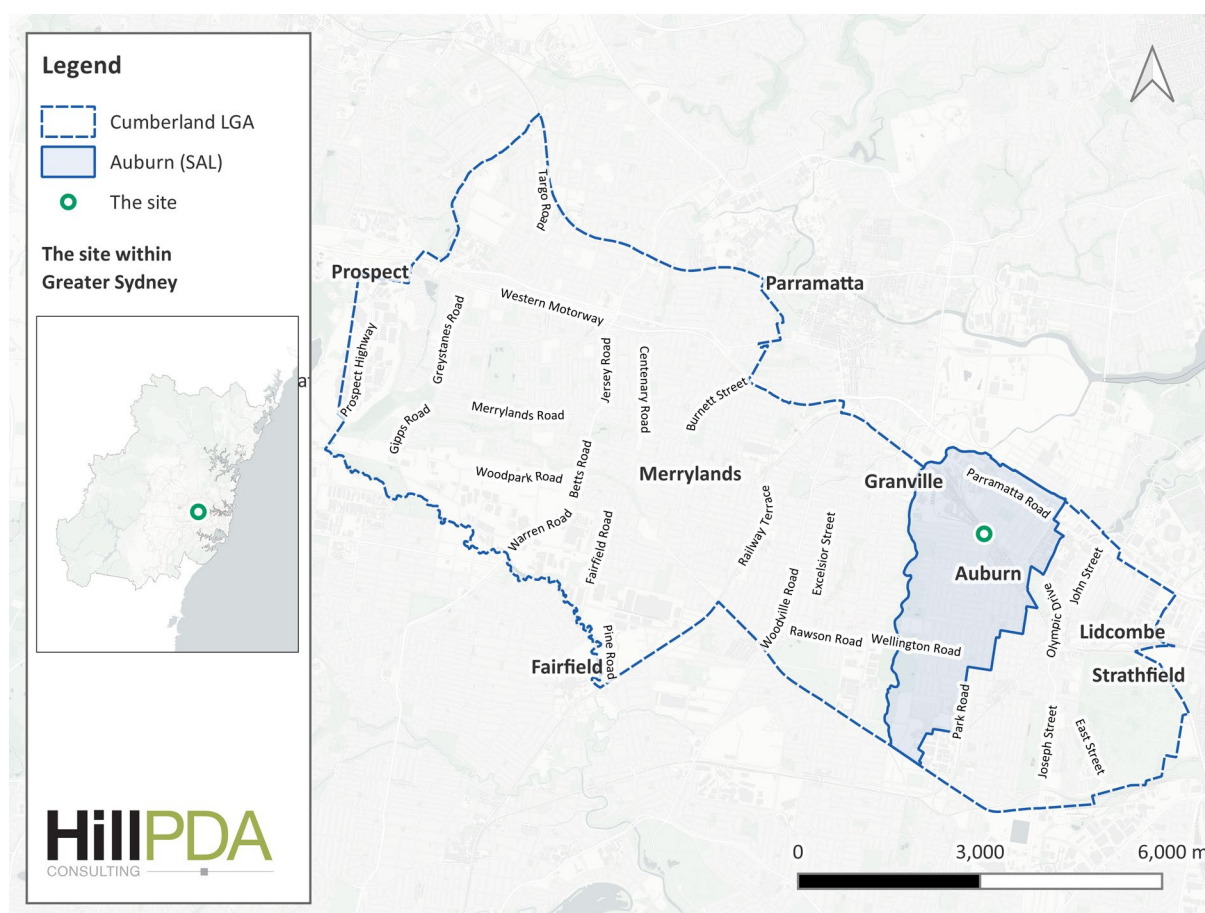 Legend
Cumberland LGA
Auburn (SAL)
The site
The site within
Greater Sydney
HillPDA
CONSULTING
Targo Road
Prospect
Parramatta
Western Motorway
Greystanes Road
Prospect Highway
Jersey Road
Centenary Road
Burnett Street
Merrylands Road
Gipps Road
Merrylands
Woodpark Road
Betts Road
Granville
Parramatta Road
Warren Road
Fairfield Road
Railway Terrace
Excelsior Street
Auburn
John Street
Olympic Drive
Woodville Road
Rawson Road
Wellington Road
Lidcombe
Strathfield
Pine Road
Fairfield
Park Road
Joseph Street
East Street
0 3,000 6,000 m